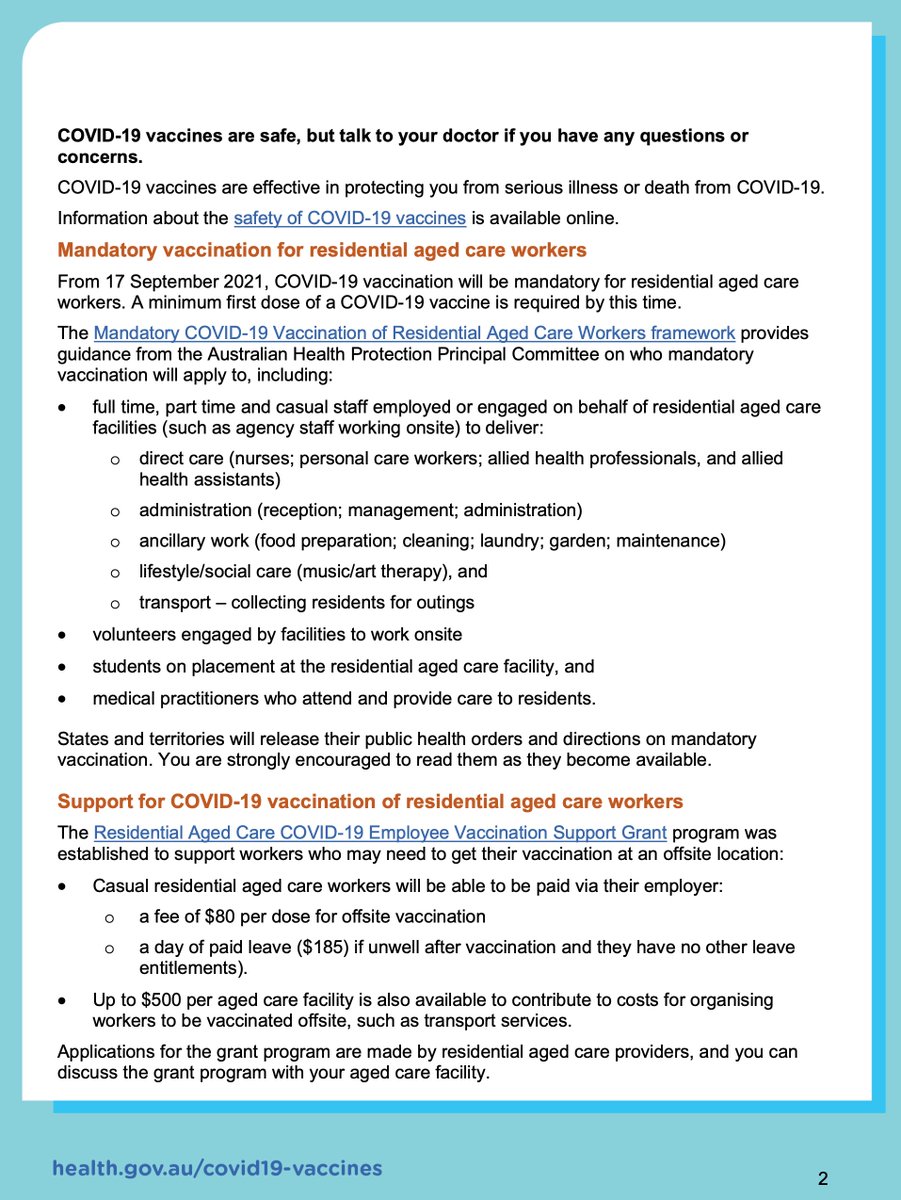 COVID-19 vaccines are safe, but talk to your doctor if you have any questions or
concerns.
COVID-19 vaccines are effective in protecting you from serious illness or death from COVID-19.
Information about the safety of COVID-19 vaccines is available online.
Mandatory vaccination for residential aged care workers
From 17 September 2021, COVID-19 vaccination will be mandatory for residential aged care
workers. A minimum first dose of a COVID-19 vaccine is required by this time.
The Mandatory COVID-19 Vaccination of Residential Aged Care Workers framework provides
guidance from the Australian Health Protection Principal Committee on who mandatory
vaccination will apply to, including:
• full time, part time and casual staff employed or engaged on behalf of residential aged care
facilities (such as agency staff working onsite) to deliver:
o direct care (nurses; personal care workers; allied health professionals, and allied
health assistants)
o administration (reception; management; administration)
o ancillary work (food preparation; cleaning; laundry; garden; maintenance)
o lifestyle/social care (music/art therapy), and
o transport – collecting residents for outings
• volunteers engaged by facilities to work onsite
• students on placement at the residential aged care facility, and
• medical practitioners who attend and provide care to residents.
States and territories will release their public health orders and directions on mandatory
vaccination. You are strongly encouraged to read them as they become available.
Support for COVID-19 vaccination of residential aged care workers
The Residential Aged Care COVID-19 Employee Vaccination Support Grant program was
established to support workers who may need to get their vaccination at an offsite location:
• Casual residential aged care workers will be able to be paid via their employer:
o a fee of $80 per dose for offsite vaccination
o a day of paid leave ($185) if unwell after vaccination and they have no other leave
entitlements).
• Up to $500 per aged care facility is also available to contribute to costs for organising
workers to be vaccinated offsite, such as transport services.
Applications for the grant program are made by residential aged care providers, and you can
discuss the grant program with your aged care facility.
health.gov.au/covid19-vaccines
2